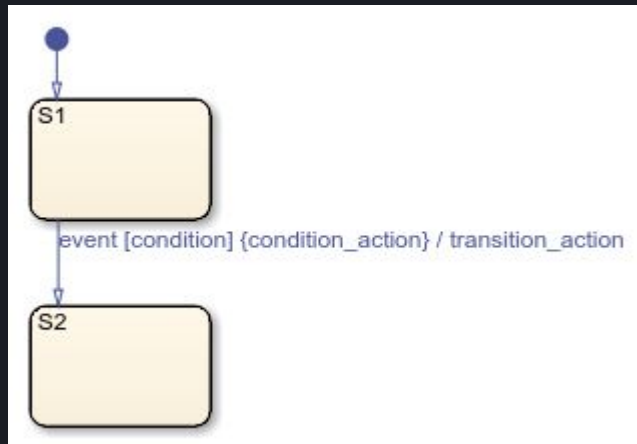 S1
event [condition] {condition_action} / transition_action
S2